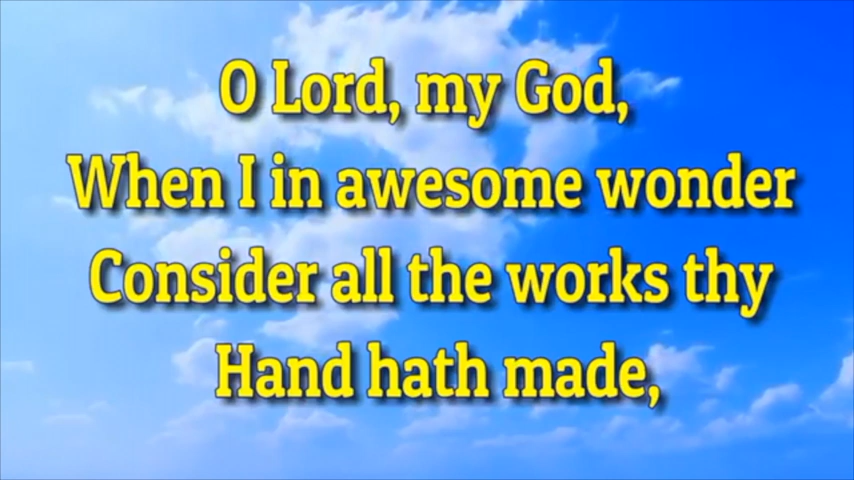 O Lord, my God,
When I in awesome wonder
Consider all the works thy
Hand hath made,